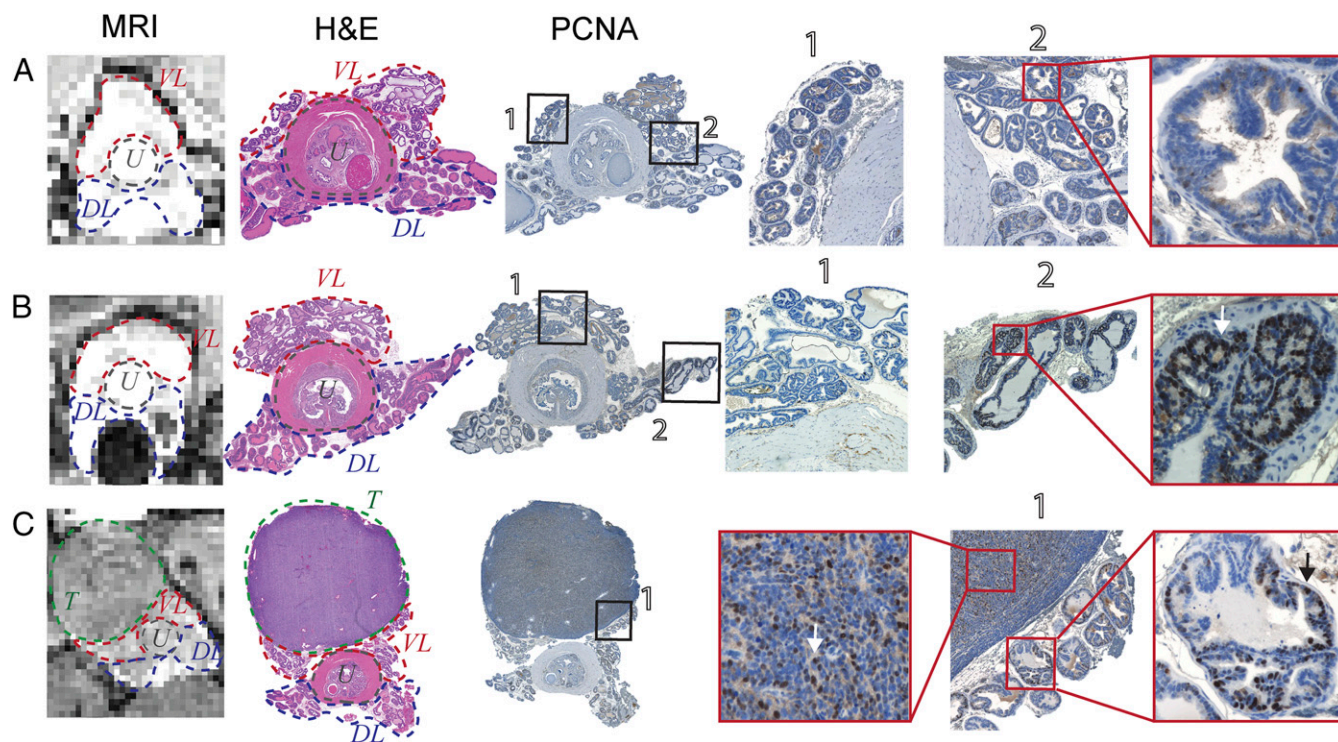 MRI H&E PCNA 1 2
A VL U DL VL U DL 1 2
B VL U DL VL U DL 1 2 1 2
C T VL U DL T VL U DL 1 1